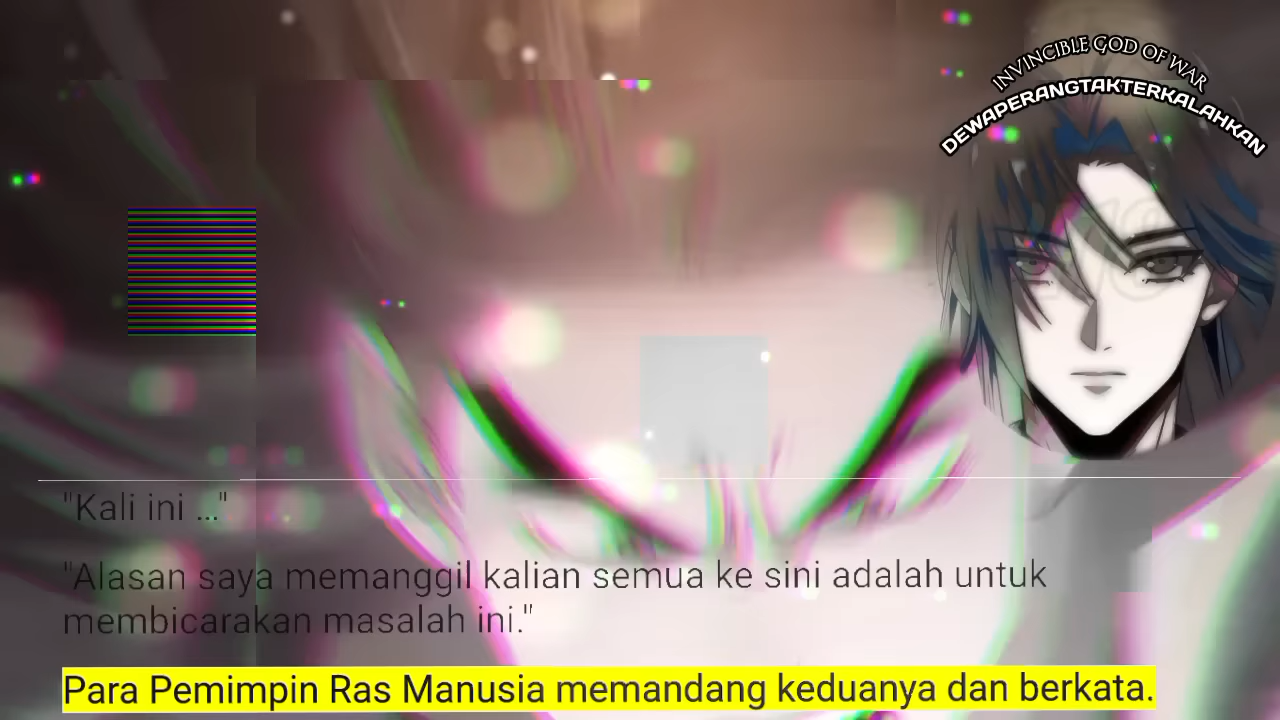 INVINCIBLE GOD OF WAR
DEWAPERANGTAKTERKALAHKAN
"Kali ini ..."
"Alasan saya memanggil kalian semua ke sini adalah untuk
membicarakan masalah ini."
Para Pemimpin Ras Manusia memandang keduanya dan berkata.